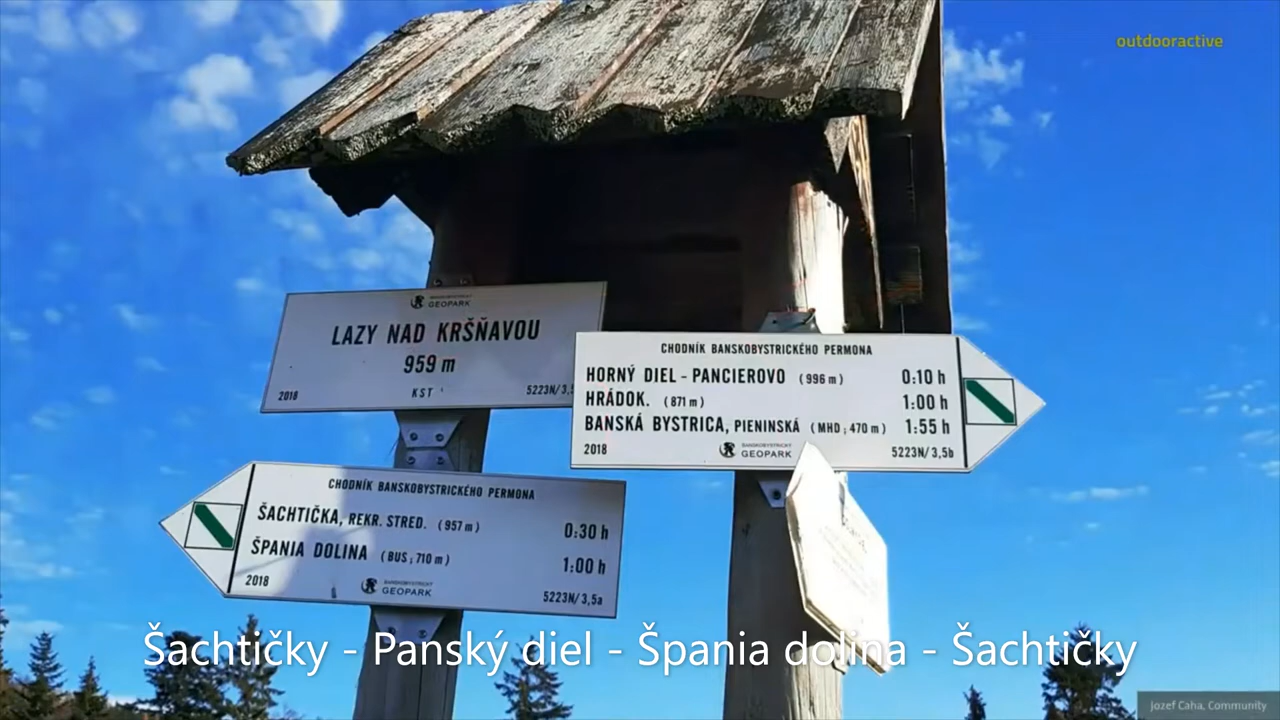 outdooractive
BANSKOBYSTRICKÝ
GEOPARK
LAZY NAD KRŠŇAVOU
959 m
2018
KST
5223N/3,5
CHODNÍK BANSKOBYSTRICKÉHO PERMONA
HORNÝ DIEL - PANCIEROVO (996 m) 0:10 h
HRÁDOK. (871 m) 1:00 h
BANSKÁ BYSTRICA, PIENINSKÁ (MHD ; 470 m) 1:55 h
2018
BANSKOBYSTRICKÝ
GEOPARK
5223N/3,5b
CHODNÍK BANSKOBYSTRICKÉHO PERMONA
ŠACHTIČKA, REKR. STRED. (957 m) 0:30 h
ŠPANIA DOLINA (BUS ; 710 m) 1:00 h
2018
BANSKOBYSTRICKÝ
GEOPARK
5223N/3,5a
Šachtičky - Panský diel - Špania dolina - Šachtičky
Jozef Caha, Community